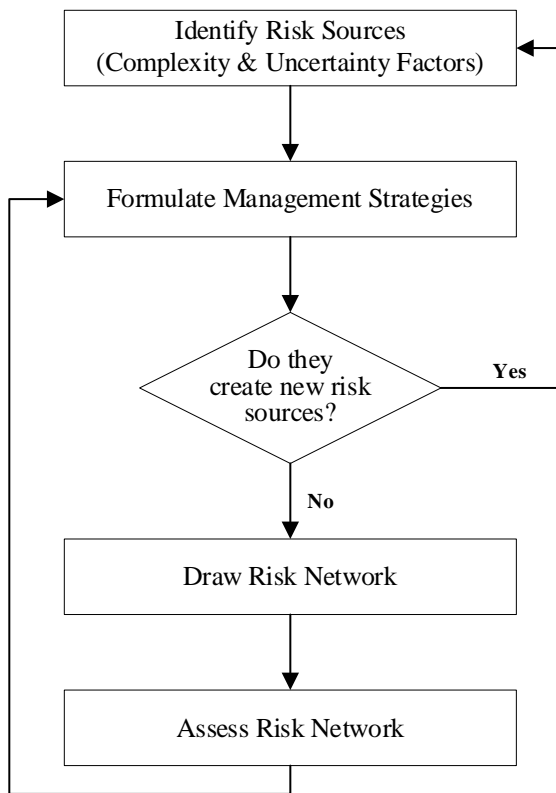 Identify Risk Sources
(Complexity & Uncertainty Factors)
Formulate Management Strategies
Do they
create new risk
sources?
Yes
No
Draw Risk Network
Assess Risk Network